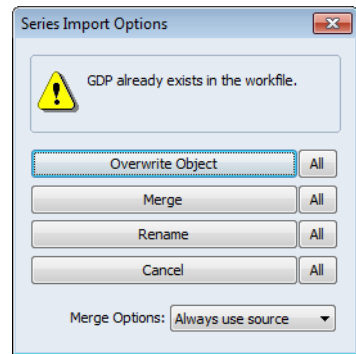 Series Import Options
GDP already exists in the workfile.
Overwrite Object All
Merge All
Rename All
Cancel All
Merge Options: Always use source